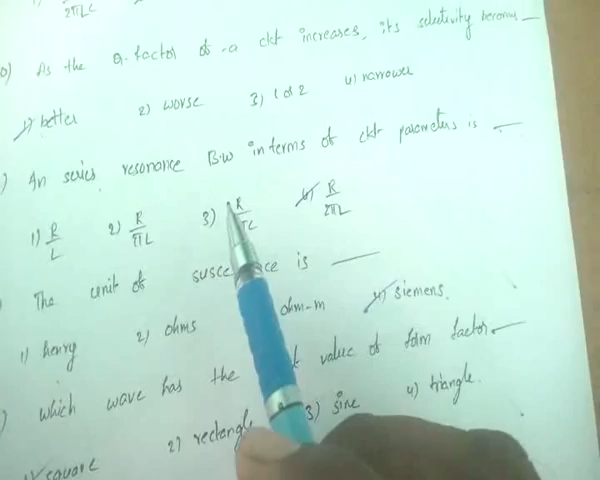 2πLC
0) As the Q-factor of a ckt increases, its selectivity becomes —
1) better 2) worse 3) 1 or 2 4) narrower
) In series resonance B.W in terms of ckt parameters is —
1) R/L 2) R/πL 3) R 4) R/2πL
The unit of is —
1) henry 2) ohms ohm-m 4) siemens.
) which wave has the value of form factor —
1) square 2) rectangle 3) sine 4) triangle.